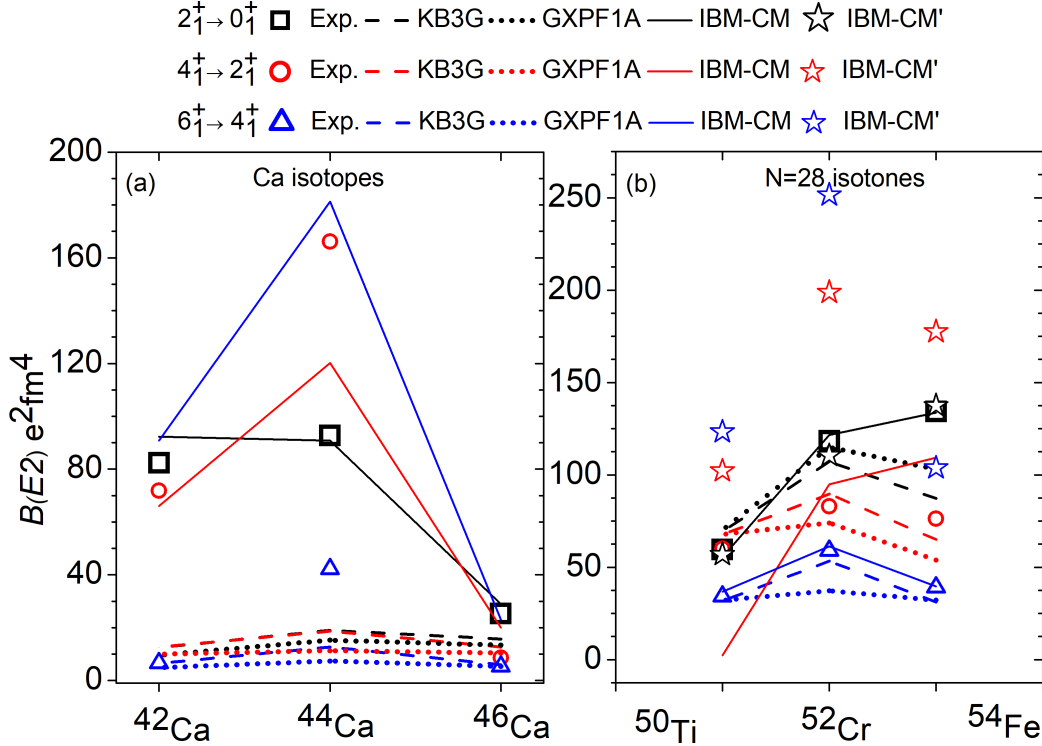 2⁺₁→0⁺₁ Exp. KB3G GXPF1A IBM-CM IBM-CM'
4⁺₁→2⁺₁ Exp. KB3G GXPF1A IBM-CM IBM-CM'
6⁺₁→4⁺₁ Exp. KB3G GXPF1A IBM-CM IBM-CM'
(a) Ca isotopes
(b) N=28 isotones
B(E2) e²fm⁴
200
160
120
80
40
0
⁴²Ca ⁴⁴Ca ⁴⁶Ca
250
200
150
100
50
0
⁵⁰Ti ⁵²Cr ⁵⁴Fe